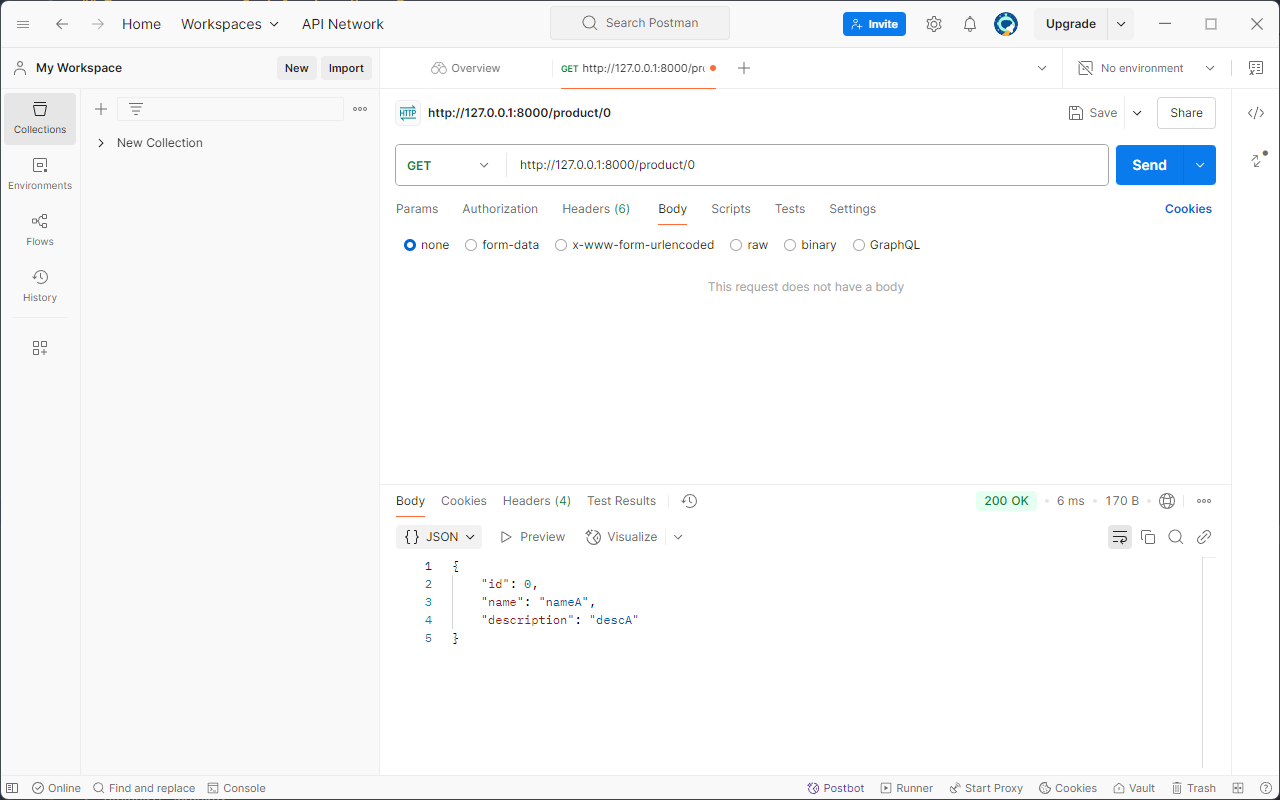 Home Workspaces API Network Search Postman Invite Upgrade
My Workspace New Import Overview GET http://127.0.0.1:8000/pr No environment
Collections
Environments
Flows
History
New Collection
HTTP http://127.0.0.1:8000/product/0 Save Share
GET http://127.0.0.1:8000/product/0 Send
Params Authorization Headers (6) Body Scripts Tests Settings Cookies
none form-data x-www-form-urlencoded raw binary GraphQL
This request does not have a body
Body Cookies Headers (4) Test Results 200 OK • 6 ms • 170 B •
{} JSON Preview Visualize
1 {
2 "id": 0,
3 "name": "nameA",
4 "description": "descA"
5 }
Online Find and replace Console Postbot Runner Start Proxy Cookies Vault Trash